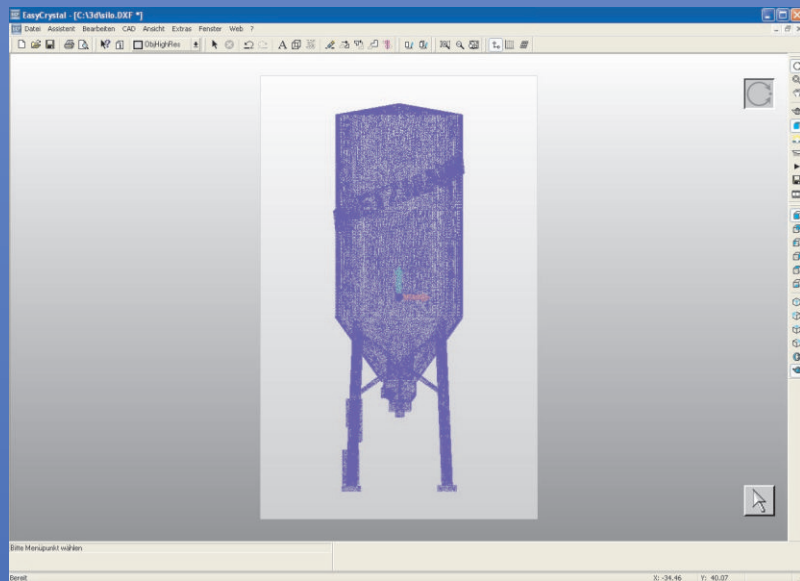 EasyCrystal - [C:\3d\silo.DXF *]
Datei Assistent Bearbeiten CAD Ansicht Extras Fenster Web ?
ObjHighRes
Bitte Menüpunkt wählen
Bereit X: -34.46 Y: 40.07